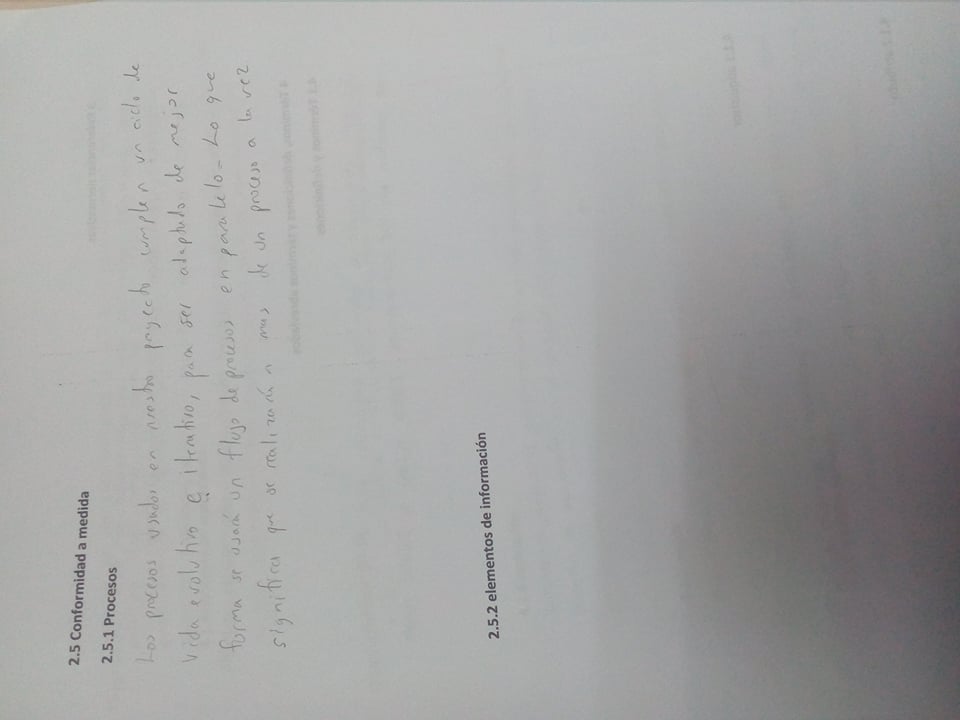 2.5 Conformidad a medida
2.5.1 Procesos
Los procesos usados en nuestro proyecto cumplen un ciclo de
vida evolutivo e iterativo, para ser adaptado de mejor
forma se usará un flujo de procesos en paralelo = Lo que
significa que se realizarán mas de un proceso a la vez
2.5.2 elementos de información